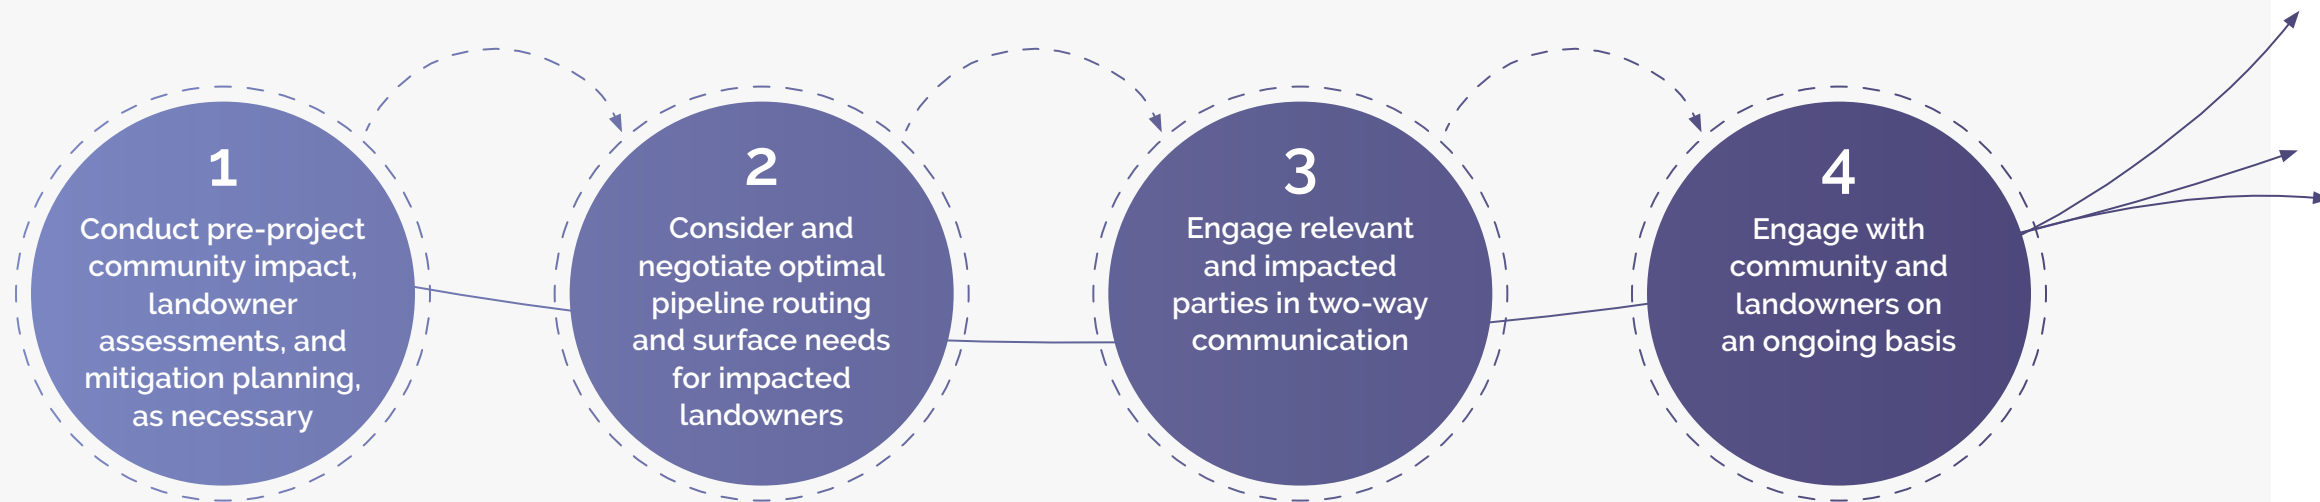 1
Conduct pre-project
community impact,
landowner
assessments, and
mitigation planning,
as necessary
2
Consider and
negotiate optimal
pipeline routing
and surface needs
for impacted
landowners
3
Engage relevant
and impacted
parties in two-way
communication
4
Engage with
community and
landowners on
an ongoing basis